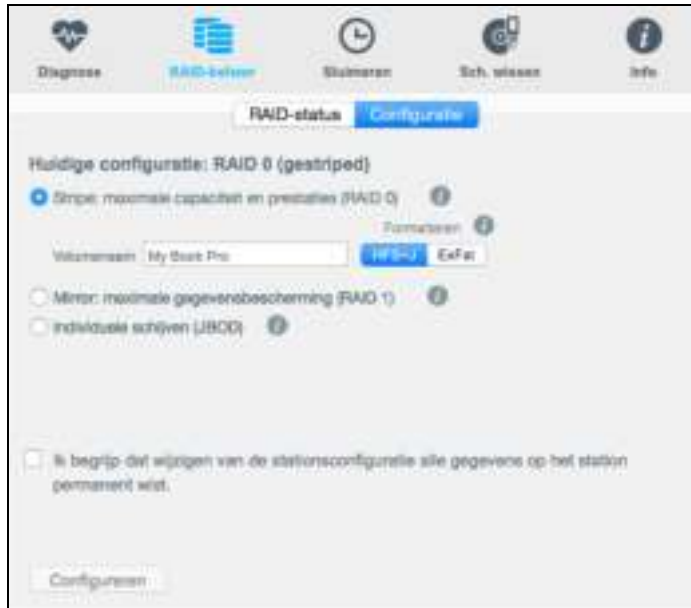 Diagnose RAID-beheer Sluimeren Sch. wissen Info
RAID-status Configuratie
Huidige configuratie: RAID 0 (gestriped)
Stripe: maximale capaciteit en prestaties (RAID 0)
Formatteren
Volumenaam My Book Pro HFS+J ExFat
Mirror: maximale gegevensbescherming (RAID 1)
Individuele schijven (JBOD)
Ik begrijp dat wijzigen van de stationsconfiguratie alle gegevens op het station
permanent wist.
Configureren